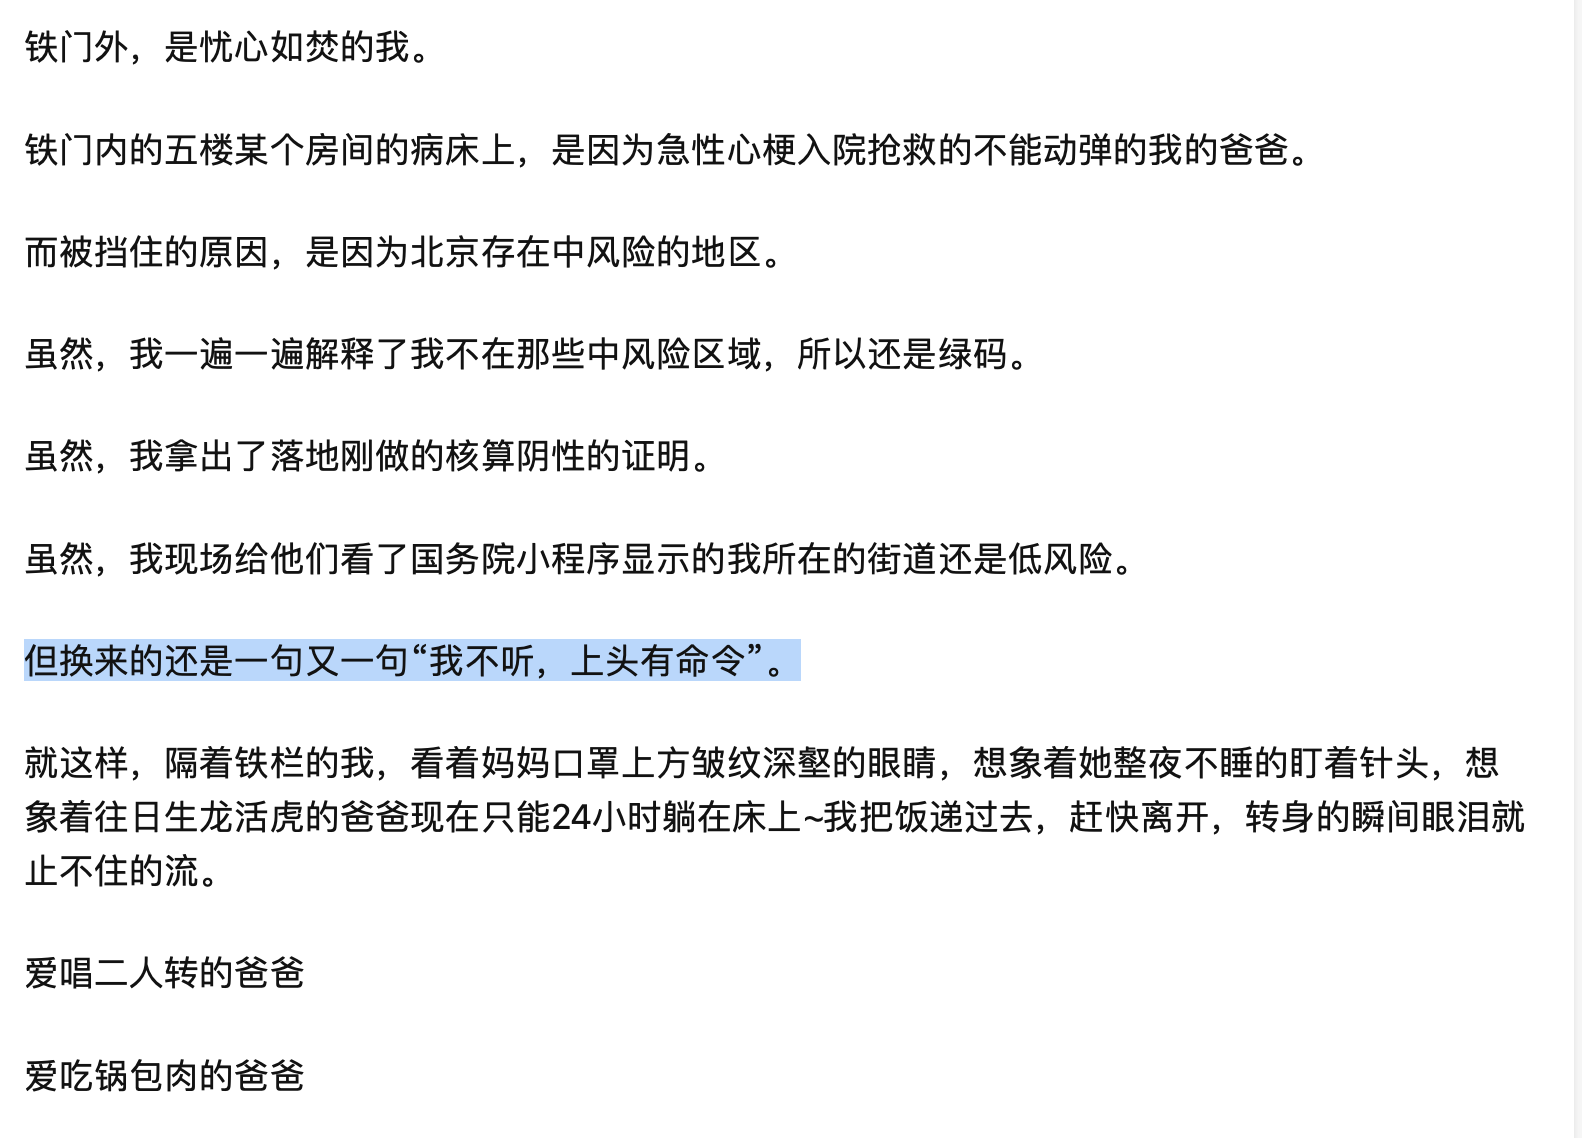 铁门外，是忧心如焚的我。
铁门内的五楼某个房间的病床上，是因为急性心梗入院抢救的不能动弹的我的爸爸。
而被挡住的原因，是因为北京存在中风险的地区。
虽然，我一遍一遍解释了我不在那些中风险区域，所以还是绿码。
虽然，我拿出了落地刚做的核算阴性的证明。
虽然，我现场给他们看了国务院小程序显示的我所在的街道还是低风险。
但换来的还是一句又一句“我不听，上头有命令”。
就这样，隔着铁栏的我，看着妈妈口罩上方皱纹深壑的眼睛，想象着她整夜不睡的盯着针头，想
象着往日生龙活虎的爸爸现在只能24小时躺在床上~我把饭递过去，赶快离开，转身的瞬间眼泪就
止不住的流。
爱唱二人转的爸爸
爱吃锅包肉的爸爸